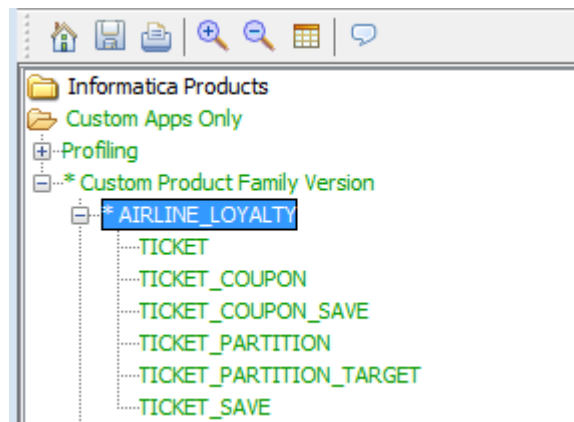 Informatica Products
Custom Apps Only
Profiling
* Custom Product Family Version
* AIRLINE_LOYALTY
TICKET
TICKET_COUPON
TICKET_COUPON_SAVE
TICKET_PARTITION
TICKET_PARTITION_TARGET
TICKET_SAVE